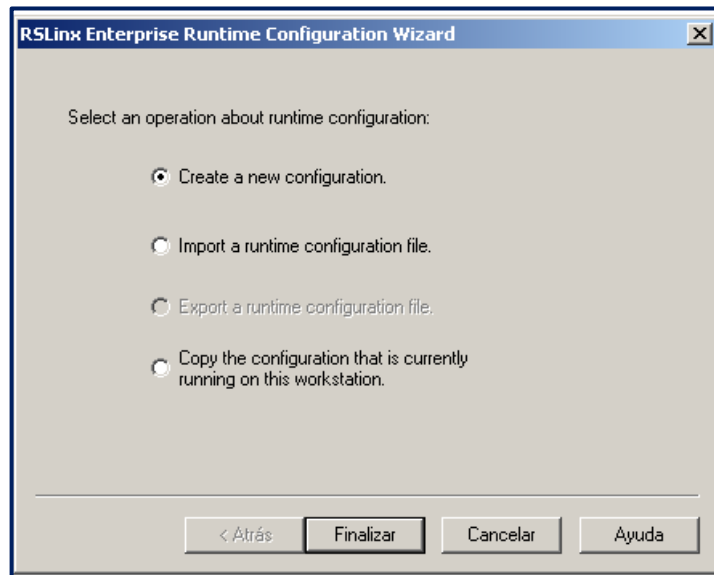 RSLinx Enterprise Runtime Configuration Wizard
Select an operation about runtime configuration:
Create a new configuration.
Import a runtime configuration file.
Export a runtime configuration file.
Copy the configuration that is currently
running on this workstation.
< Atrás Finalizar Cancelar Ayuda